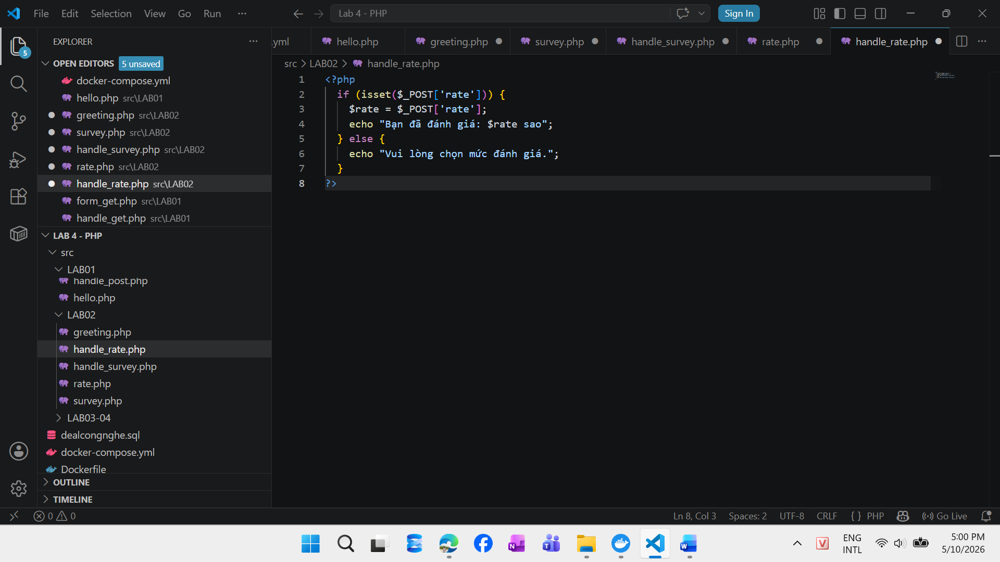 File Edit Selection View Go Run ··· Lab 4 - PHP Sign In
EXPLORER ···
OPEN EDITORS 5 unsaved
docker-compose.yml
hello.php src\LAB01
greeting.php src\LAB02
survey.php src\LAB02
handle_survey.php src\LAB02
rate.php src\LAB02
handle_rate.php src\LAB02
form_get.php src\LAB01
handle_get.php src\LAB01
LAB 4 - PHP
src
LAB01
handle_post.php
hello.php
LAB02
greeting.php
handle_rate.php
handle_survey.php
rate.php
survey.php
LAB03-04
dealcongnghe.sql
docker-compose.yml
Dockerfile
OUTLINE
TIMELINE
5
.yml hello.php greeting.php survey.php handle_survey.php rate.php handle_rate.php ···
src > LAB02 > handle_rate.php
1 <?php
2 if (isset($_POST['rate'])) {
3 $rate = $_POST['rate'];
4 echo "Bạn đã đánh giá: $rate sao";
5 } else {
6 echo "Vui lòng chọn mức đánh giá.";
7 }
8 ?>
0 0 Ln 8, Col 3 Spaces: 2 UTF-8 CRLF { } PHP Go Live
N T W V
ENG
INTL
5:00 PM
5/10/2026